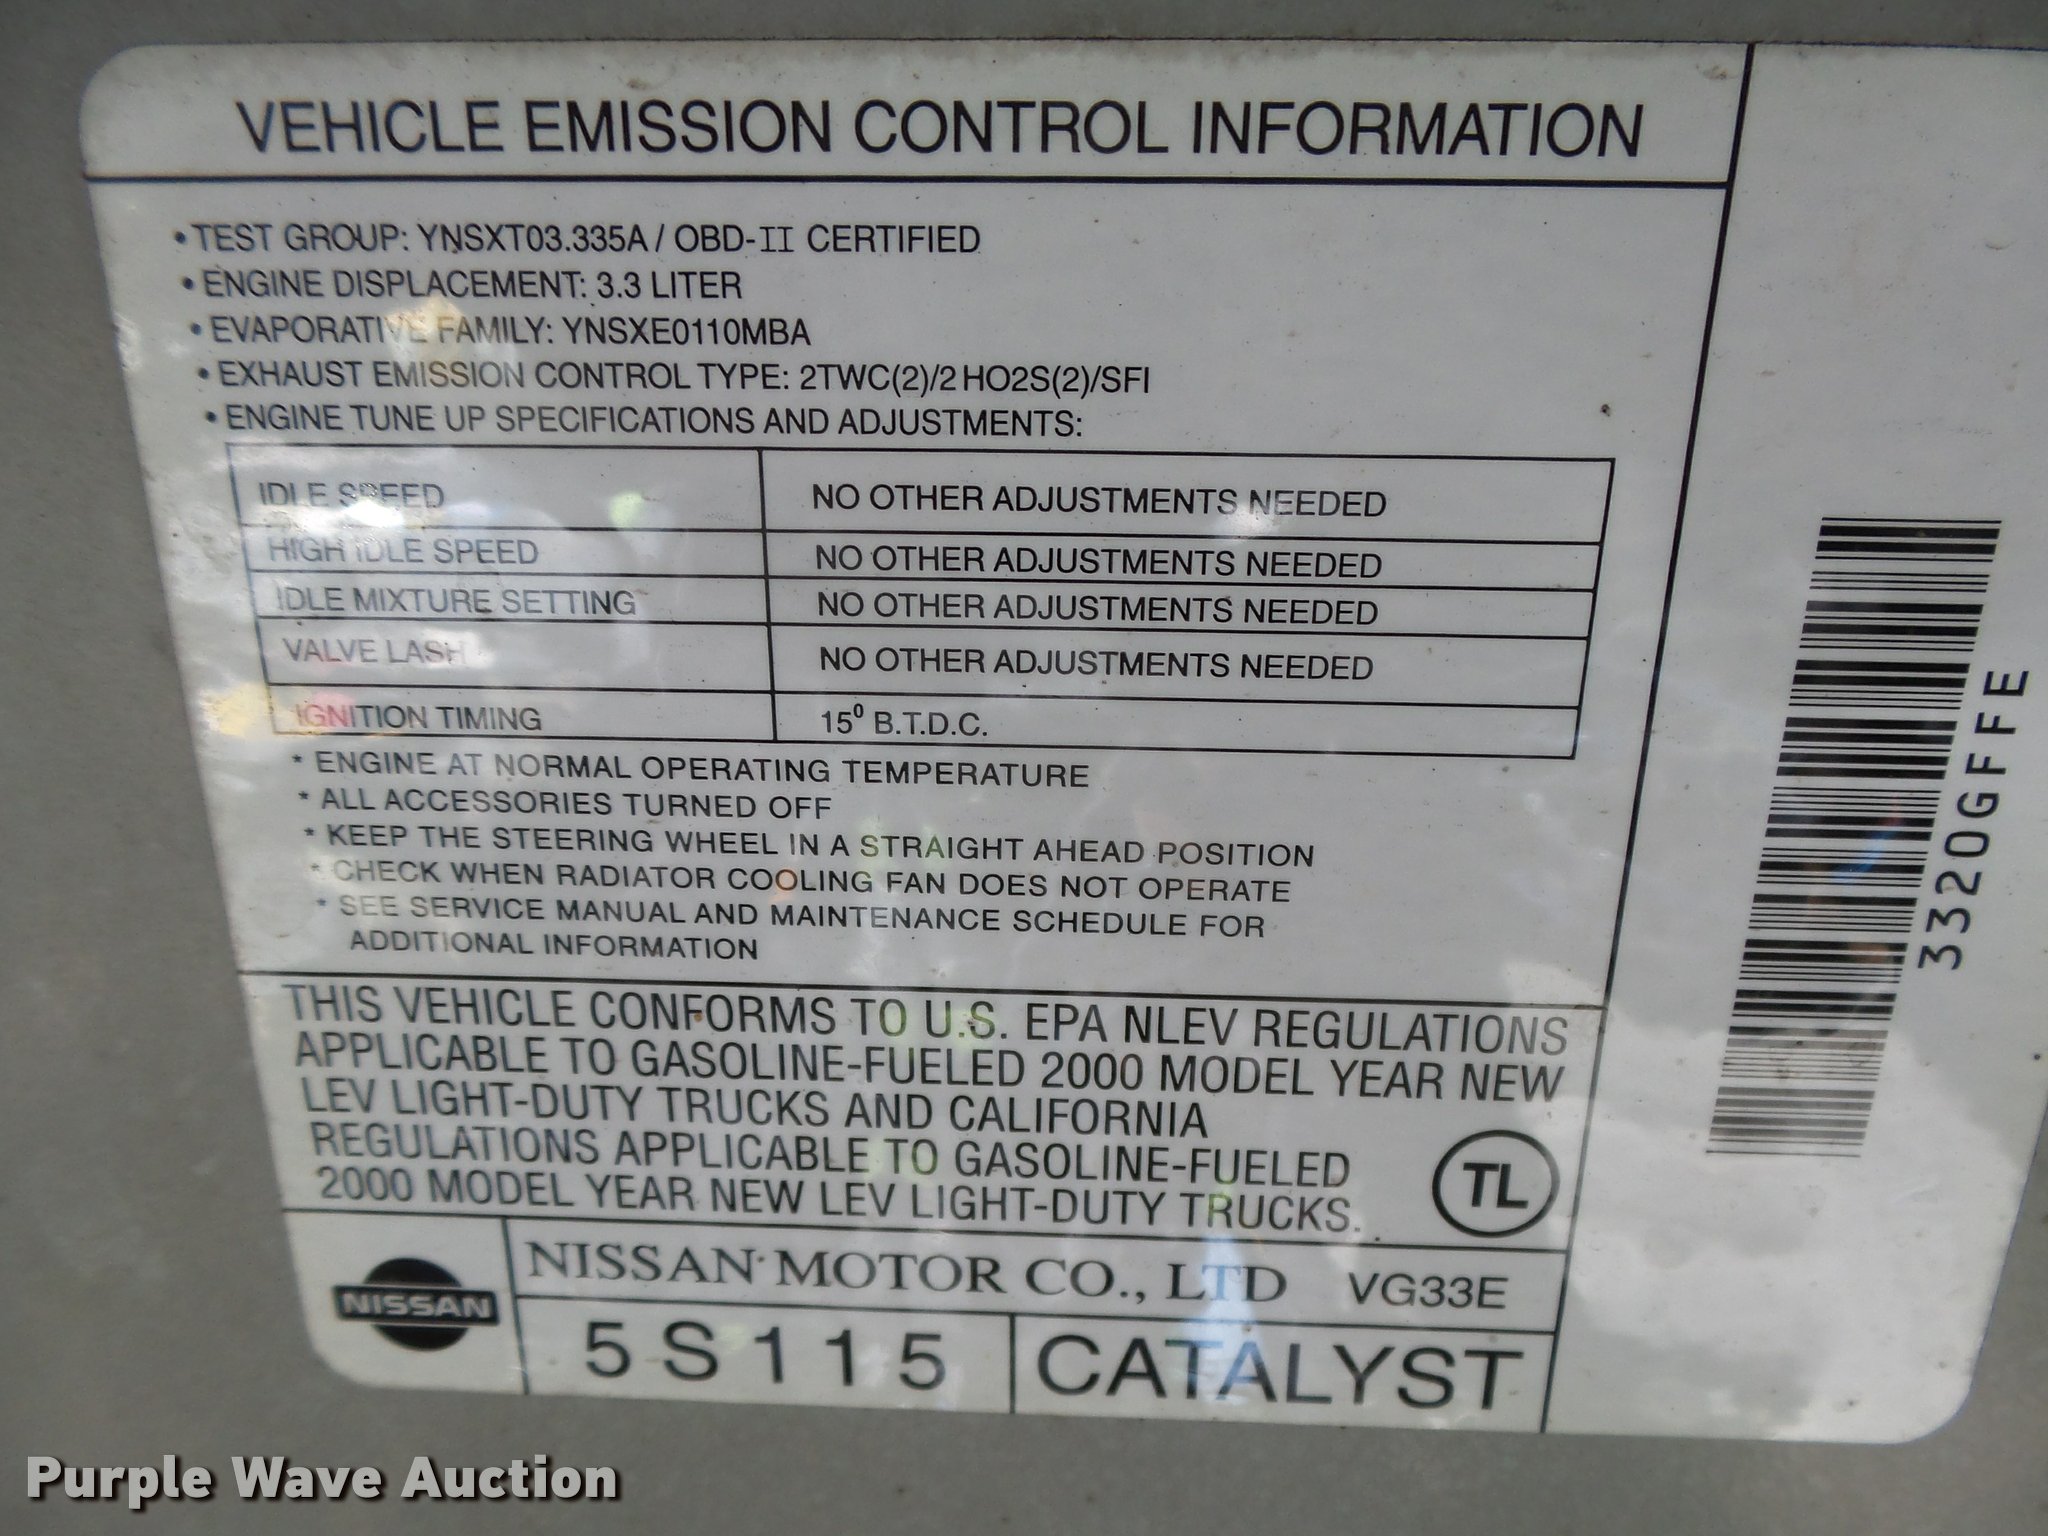 VEHICLE EMISSION CONTROL INFORMATION
• TEST GROUP: YNSXT03.335A / OBD-II CERTIFIED
• ENGINE DISPLACEMENT: 3.3 LITER
• EVAPORATIVE FAMILY: YNSXE0110MBA
• EXHAUST EMISSION CONTROL TYPE: 2TWC(2)/2 HO2S(2)/SFI
• ENGINE TUNE UP SPECIFICATIONS AND ADJUSTMENTS:
IDLE SPEED NO OTHER ADJUSTMENTS NEEDED
HIGH IDLE SPEED NO OTHER ADJUSTMENTS NEEDED
IDLE MIXTURE SETTING NO OTHER ADJUSTMENTS NEEDED
VALVE LASH NO OTHER ADJUSTMENTS NEEDED
IGNITION TIMING 15⁰ B.T.D.C.
* ENGINE AT NORMAL OPERATING TEMPERATURE
* ALL ACCESSORIES TURNED OFF
* KEEP THE STEERING WHEEL IN A STRAIGHT AHEAD POSITION
* CHECK WHEN RADIATOR COOLING FAN DOES NOT OPERATE
* SEE SERVICE MANUAL AND MAINTENANCE SCHEDULE FOR
ADDITIONAL INFORMATION
THIS VEHICLE CONFORMS TO U.S. EPA NLEV REGULATIONS
APPLICABLE TO GASOLINE-FUELED 2000 MODEL YEAR NEW
LEV LIGHT-DUTY TRUCKS AND CALIFORNIA
REGULATIONS APPLICABLE TO GASOLINE-FUELED
2000 MODEL YEAR NEW LEV LIGHT-DUTY TRUCKS.
TL
NISSAN
NISSAN MOTOR CO., LTD VG33E
5S115 CATALYST
3320GFFE
Purple Wave Auction